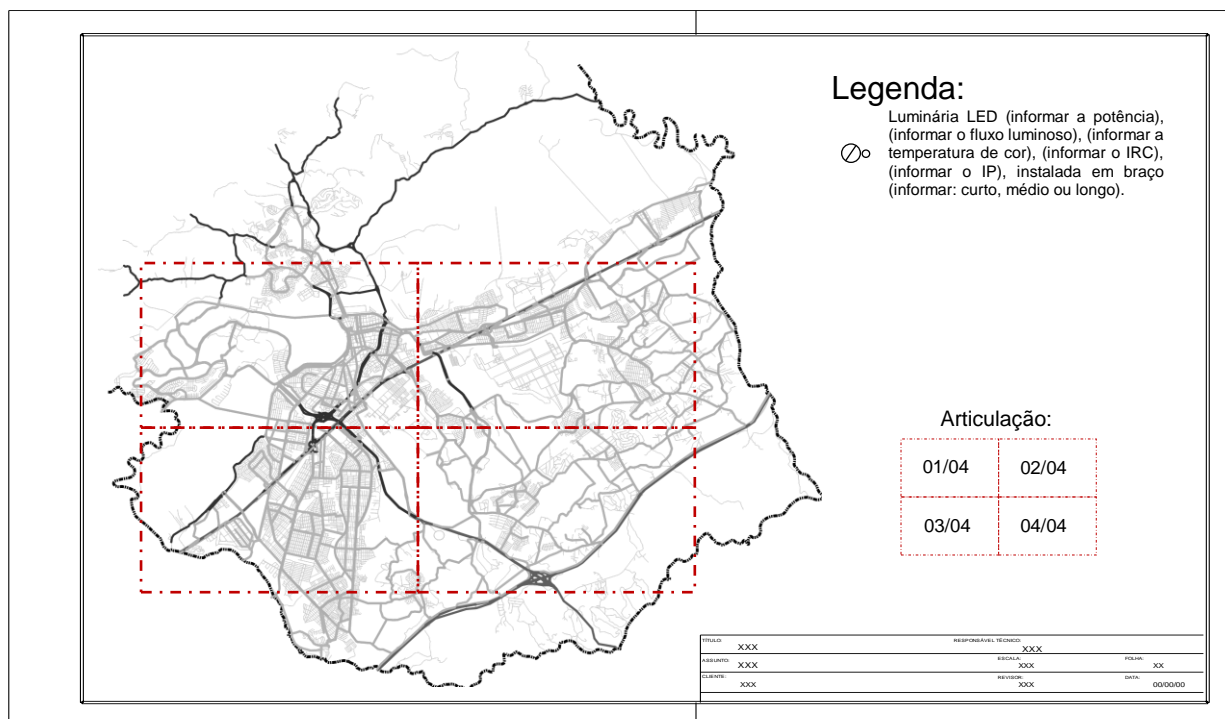 Legenda:
Luminária LED (informar a potência),
(informar o fluxo luminoso), (informar a
temperatura de cor), (informar o IRC),
(informar o IP), instalada em braço
(informar: curto, médio ou longo).
Articulação:
01/04 02/04
03/04 04/04
TÍTULO: XXX RESPONSÁVEL TÉCNICO: XXX
ASSUNTO: XXX ESCALA: XXX FOLHA: XX
CLIENTE: XXX REVISOR: XXX DATA: 00/00/00